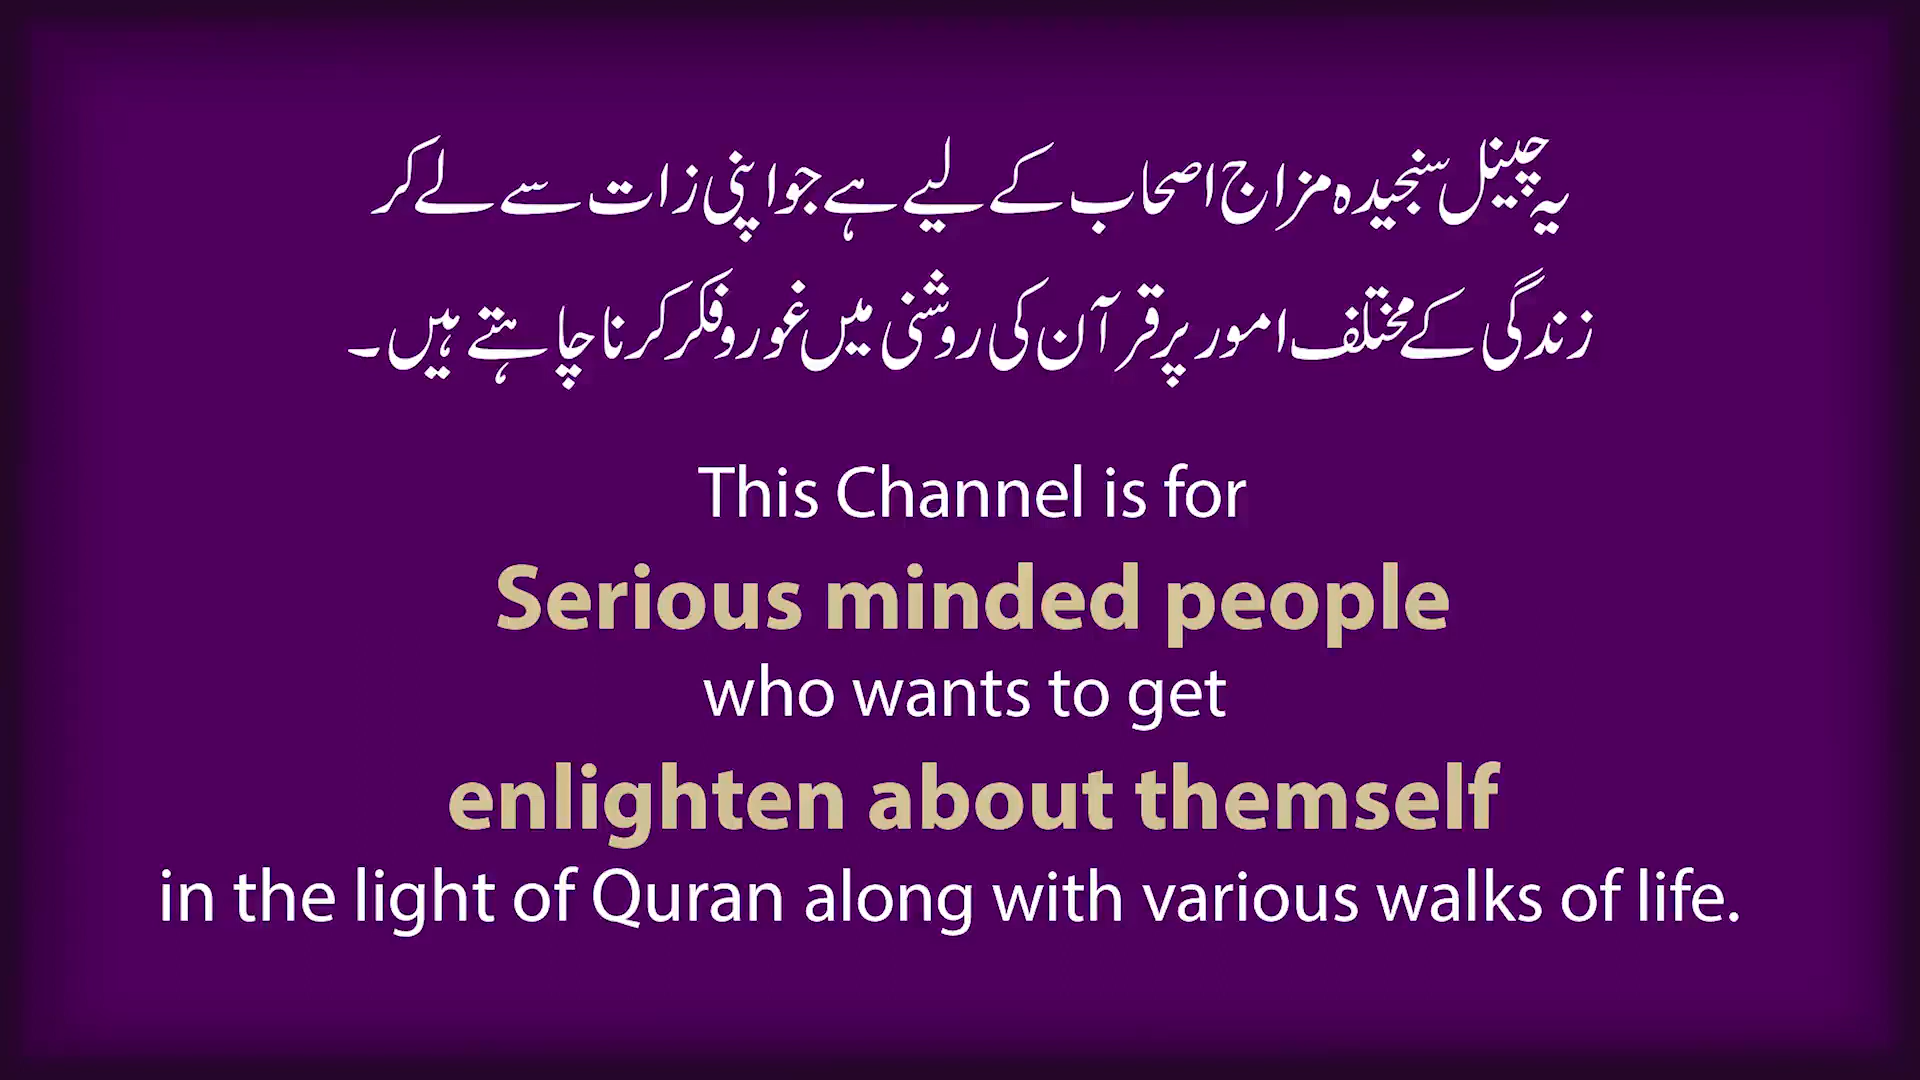 یہ چینل سنجیدہ مزاج اصحاب کے لیے ہے جو اپنی زات سے لے کر
زندگی کے مختلف امور پر قرآن کی روشنی میں غور و فکر کرنا چاہتے ہیں۔
This Channel is for
Serious minded people
who wants to get
enlighten about themself
in the light of Quran along with various walks of life.